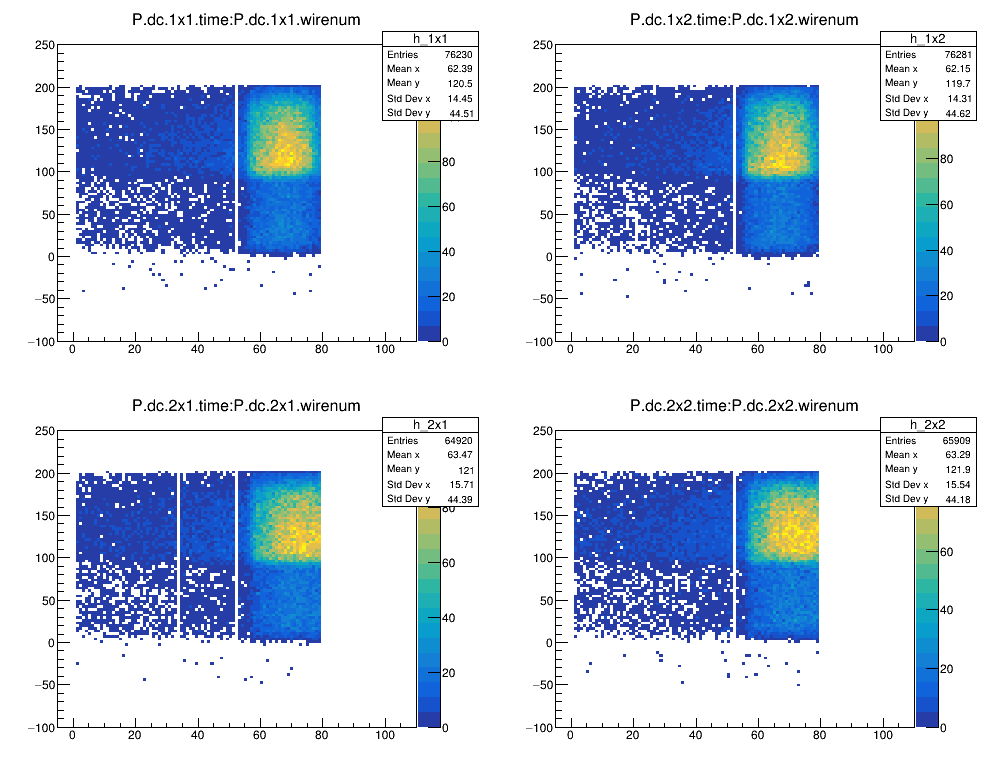 P.dc.1x1.time:P.dc.1x1.wirenum
h_1x1
Entries 76230
Mean x 62.39
Mean y 120.5
Std Dev x 14.45
Std Dev y 44.51
250
200
150
100
50
0
−50
−100
0 20 40 60 80 100
80
60
40
20
0
P.dc.1x2.time:P.dc.1x2.wirenum
h_1x2
Entries 76281
Mean x 62.15
Mean y 119.7
Std Dev x 14.31
Std Dev y 44.62
250
200
150
100
50
0
−50
−100
0 20 40 60 80 100
80
60
40
20
0
P.dc.2x1.time:P.dc.2x1.wirenum
h_2x1
Entries 64920
Mean x 63.47
Mean y 121
Std Dev x 15.71
Std Dev y 44.39
250
200
150
100
50
0
−50
−100
0 20 40 60 80 100
80
60
40
20
0
P.dc.2x2.time:P.dc.2x2.wirenum
h_2x2
Entries 65909
Mean x 63.29
Mean y 121.9
Std Dev x 15.54
Std Dev y 44.18
250
200
150
100
50
0
−50
−100
0 20 40 60 80 100
60
40
20
0